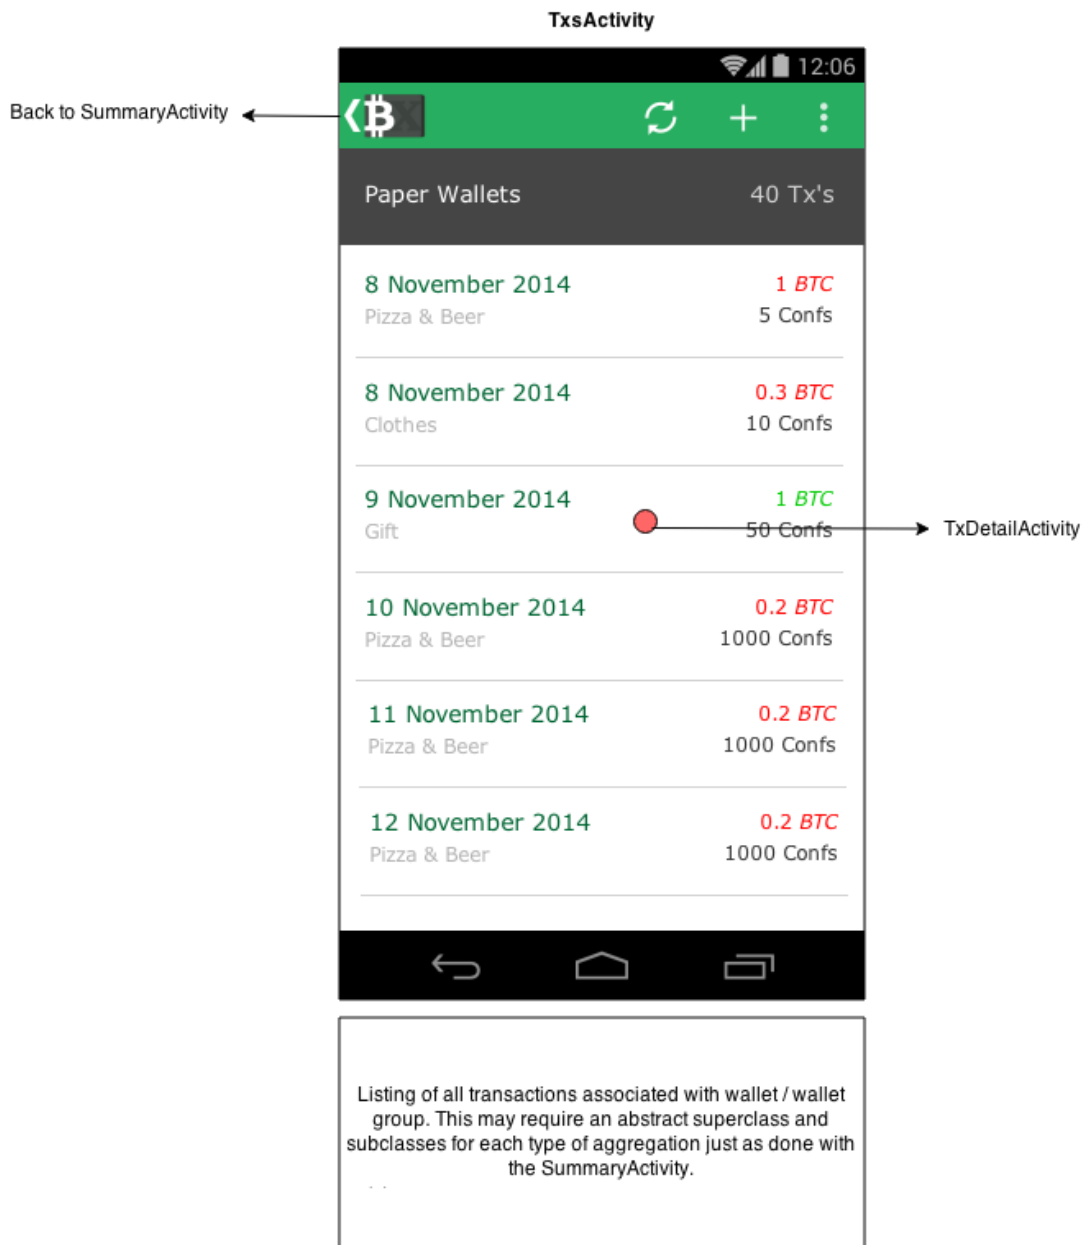 TxsActivity
12:06
Back to SummaryActivity
Paper Wallets 40 Tx's
8 November 2014 1 BTC
Pizza & Beer 5 Confs
8 November 2014 0.3 BTC
Clothes 10 Confs
9 November 2014 1 BTC
Gift 50 Confs
TxDetailActivity
10 November 2014 0.2 BTC
Pizza & Beer 1000 Confs
11 November 2014 0.2 BTC
Pizza & Beer 1000 Confs
12 November 2014 0.2 BTC
Pizza & Beer 1000 Confs
Listing of all transactions associated with wallet / wallet
group. This may require an abstract superclass and
subclasses for each type of aggregation just as done with
the SummaryActivity.